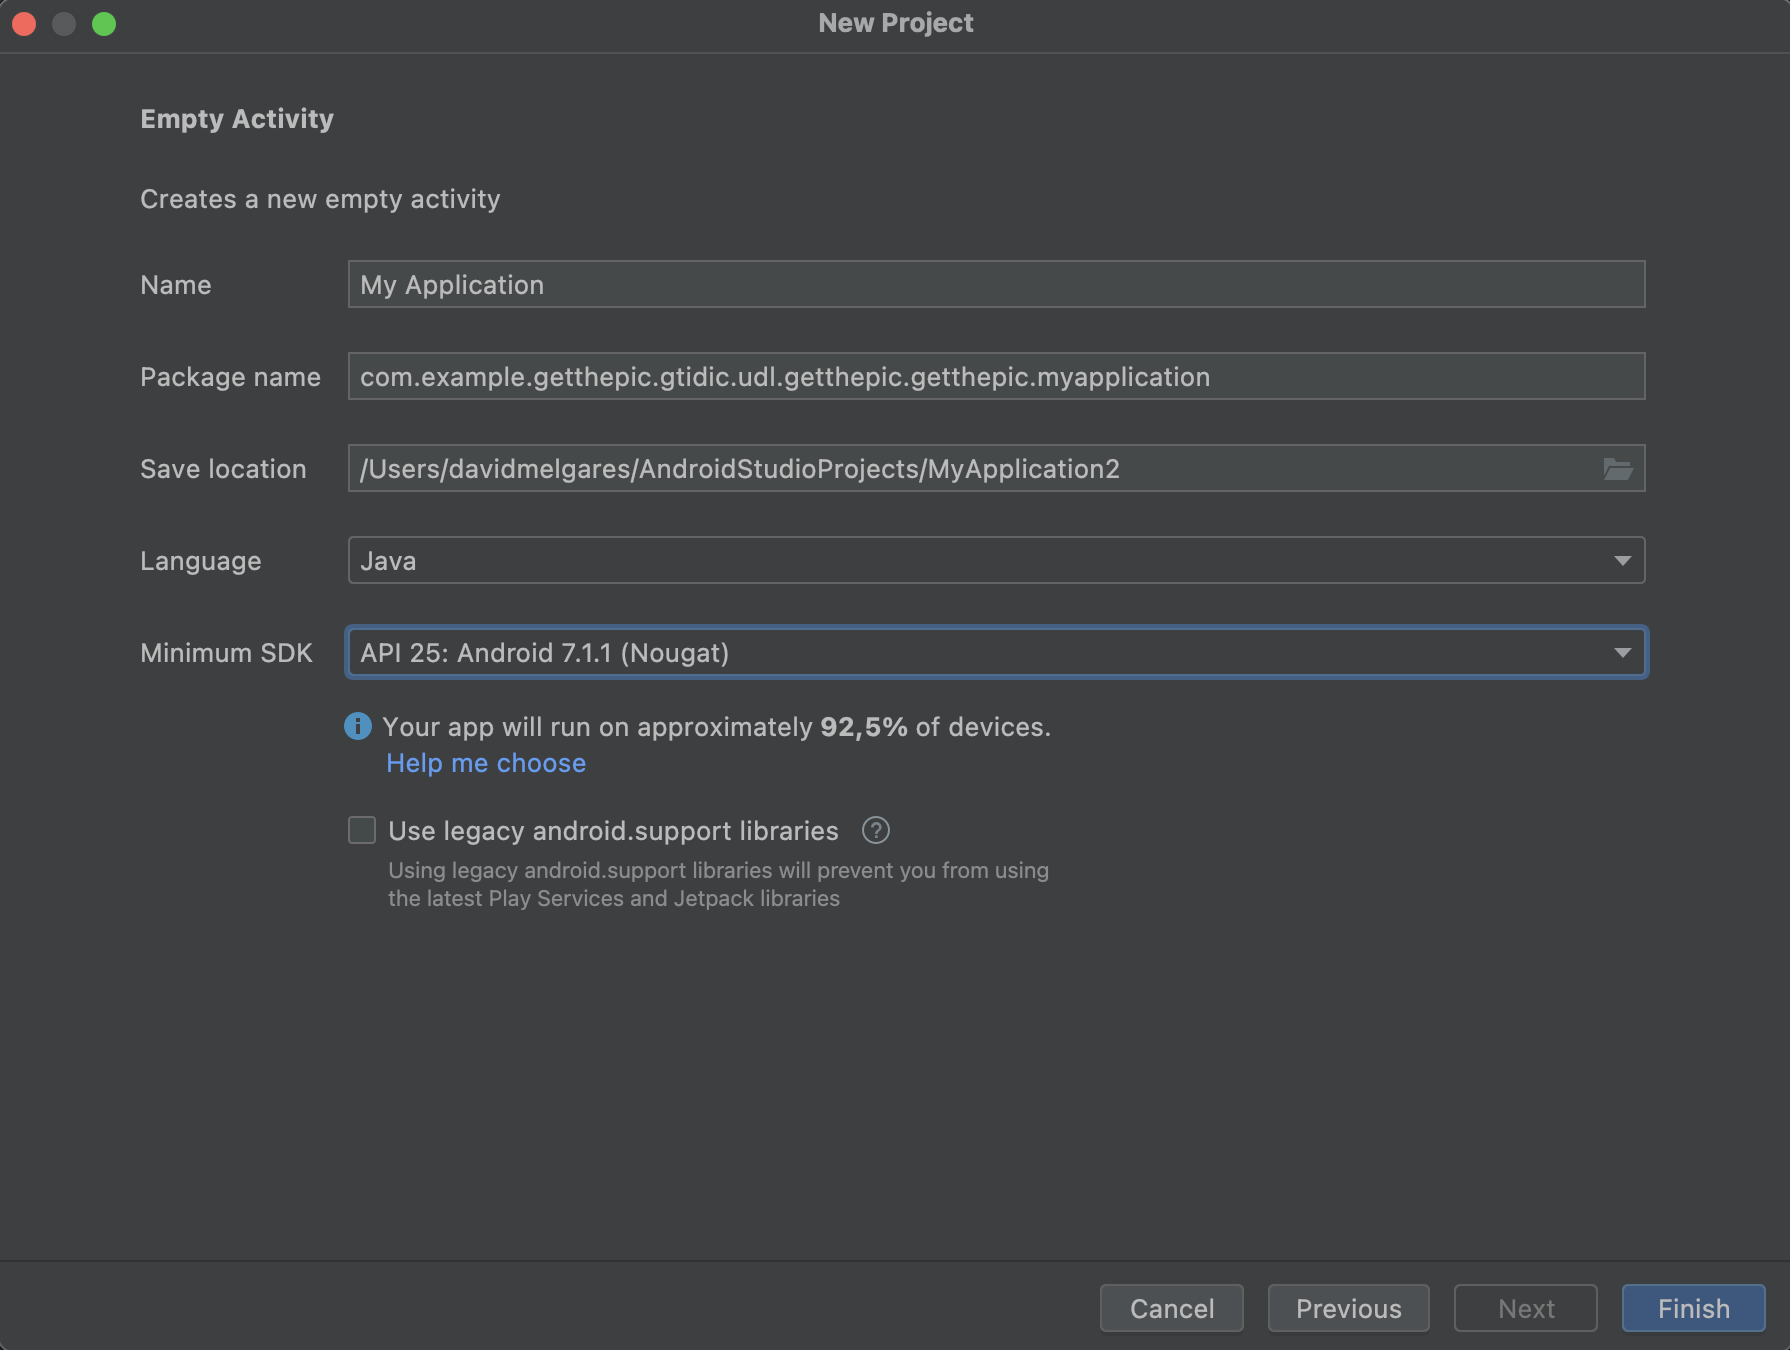 New Project
Empty Activity
Creates a new empty activity
Name My Application
Package name com.example.getthepic.gtidic.udl.getthepic.getthepic.myapplication
Save location /Users/davidmelgares/AndroidStudioProjects/MyApplication2
Language Java
Minimum SDK API 25: Android 7.1.1 (Nougat)
Your app will run on approximately 92,5% of devices.
Help me choose
Use legacy android.support libraries ?
Using legacy android.support libraries will prevent you from using
the latest Play Services and Jetpack libraries
Cancel Previous Next Finish